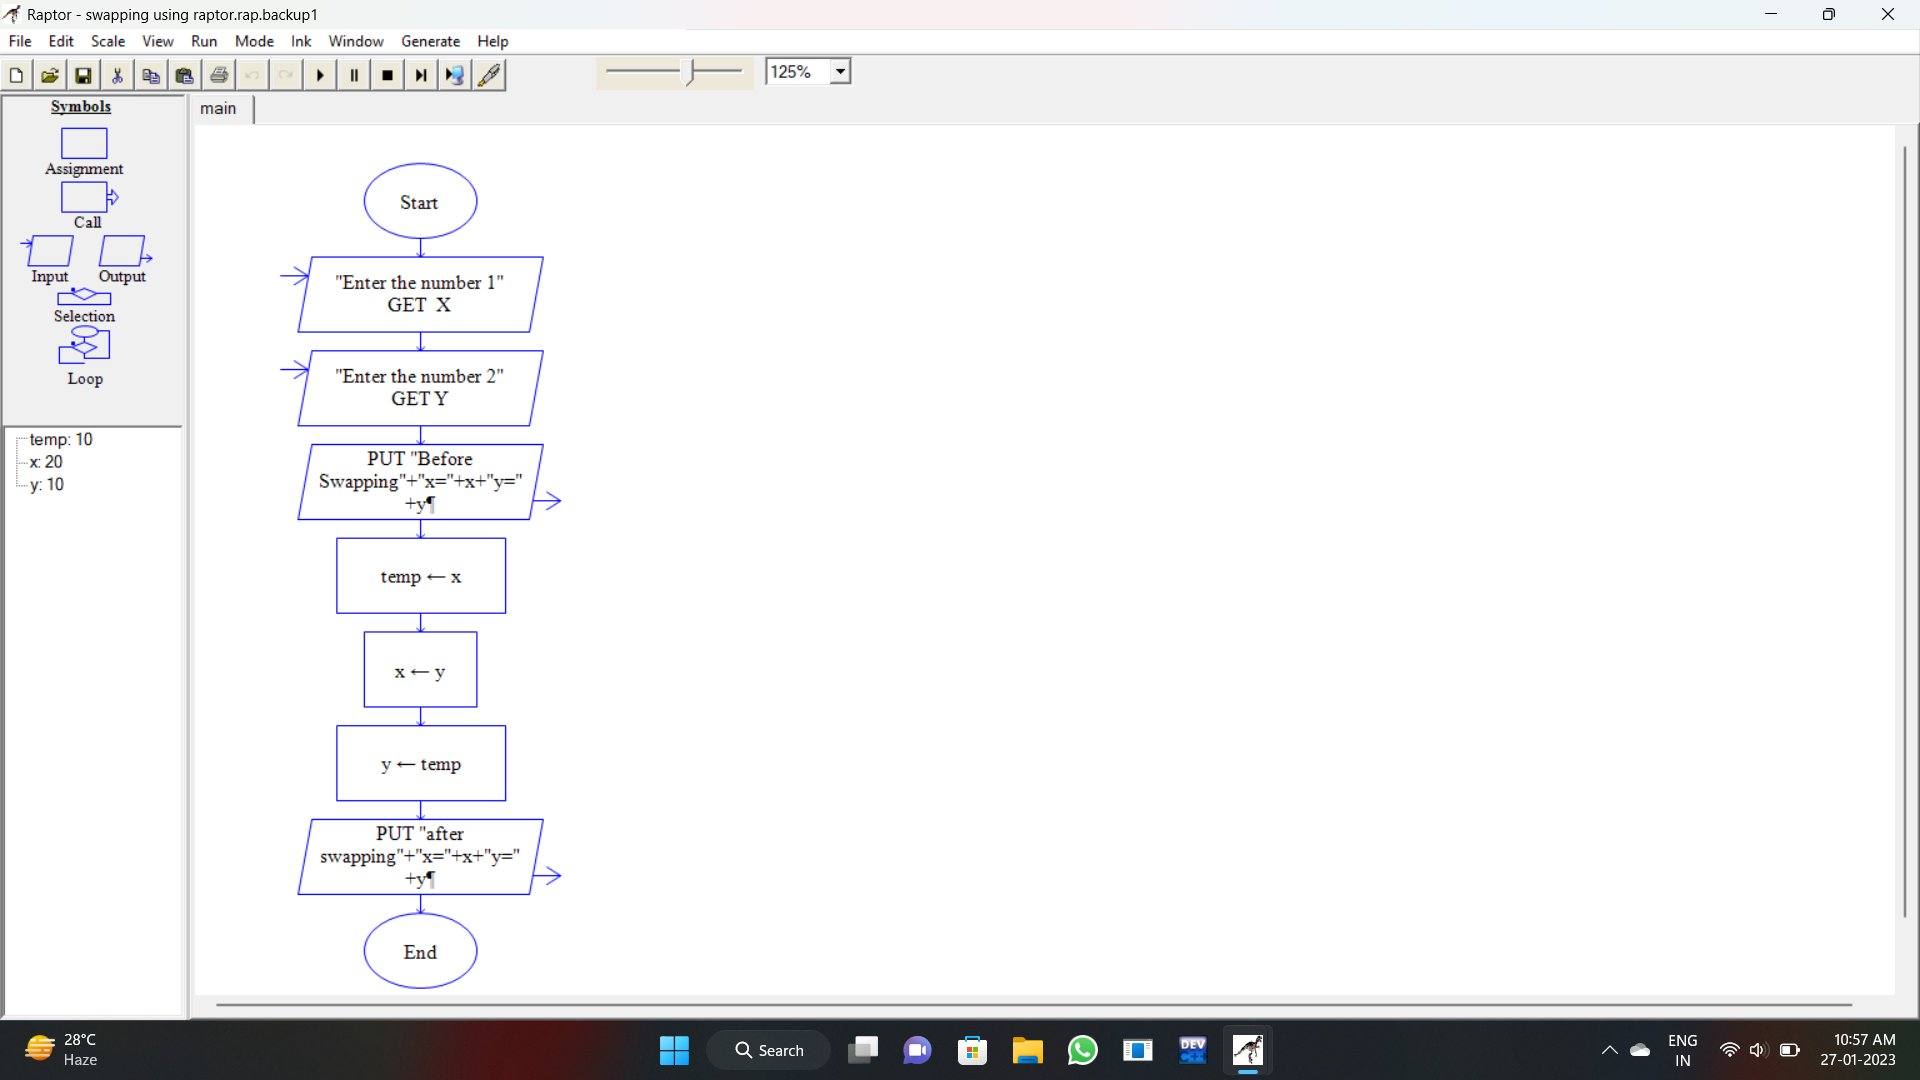 Raptor - swapping using raptor.rap.backup1
File Edit Scale View Run Mode Ink Window Generate Help
125%
Symbols
main
Assignment
Call
Input Output
Selection
Loop
temp: 10
x: 20
y: 10
Start
"Enter the number 1"
GET X
"Enter the number 2"
GET Y
PUT "Before
Swapping"+"x="+x+"y="
+y¶
temp ← x
x ← y
y ← temp
PUT "after
swapping"+"x="+x+"y="
+y¶
End
28°C
Haze
Search
DEV
C++
ENG
IN
10:57 AM
27-01-2023